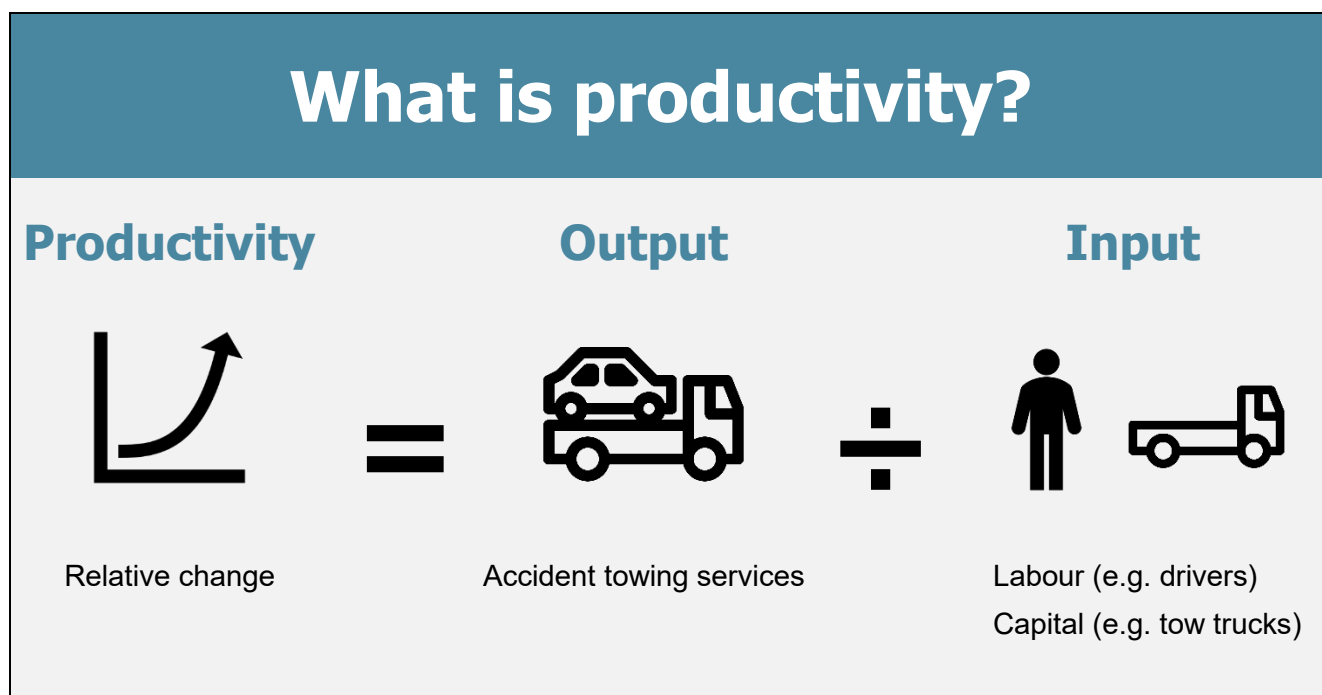 What is productivity?
Productivity
Output
Input
=
÷
Relative change
Accident towing services
Labour (e.g. drivers)
Capital (e.g. tow trucks)